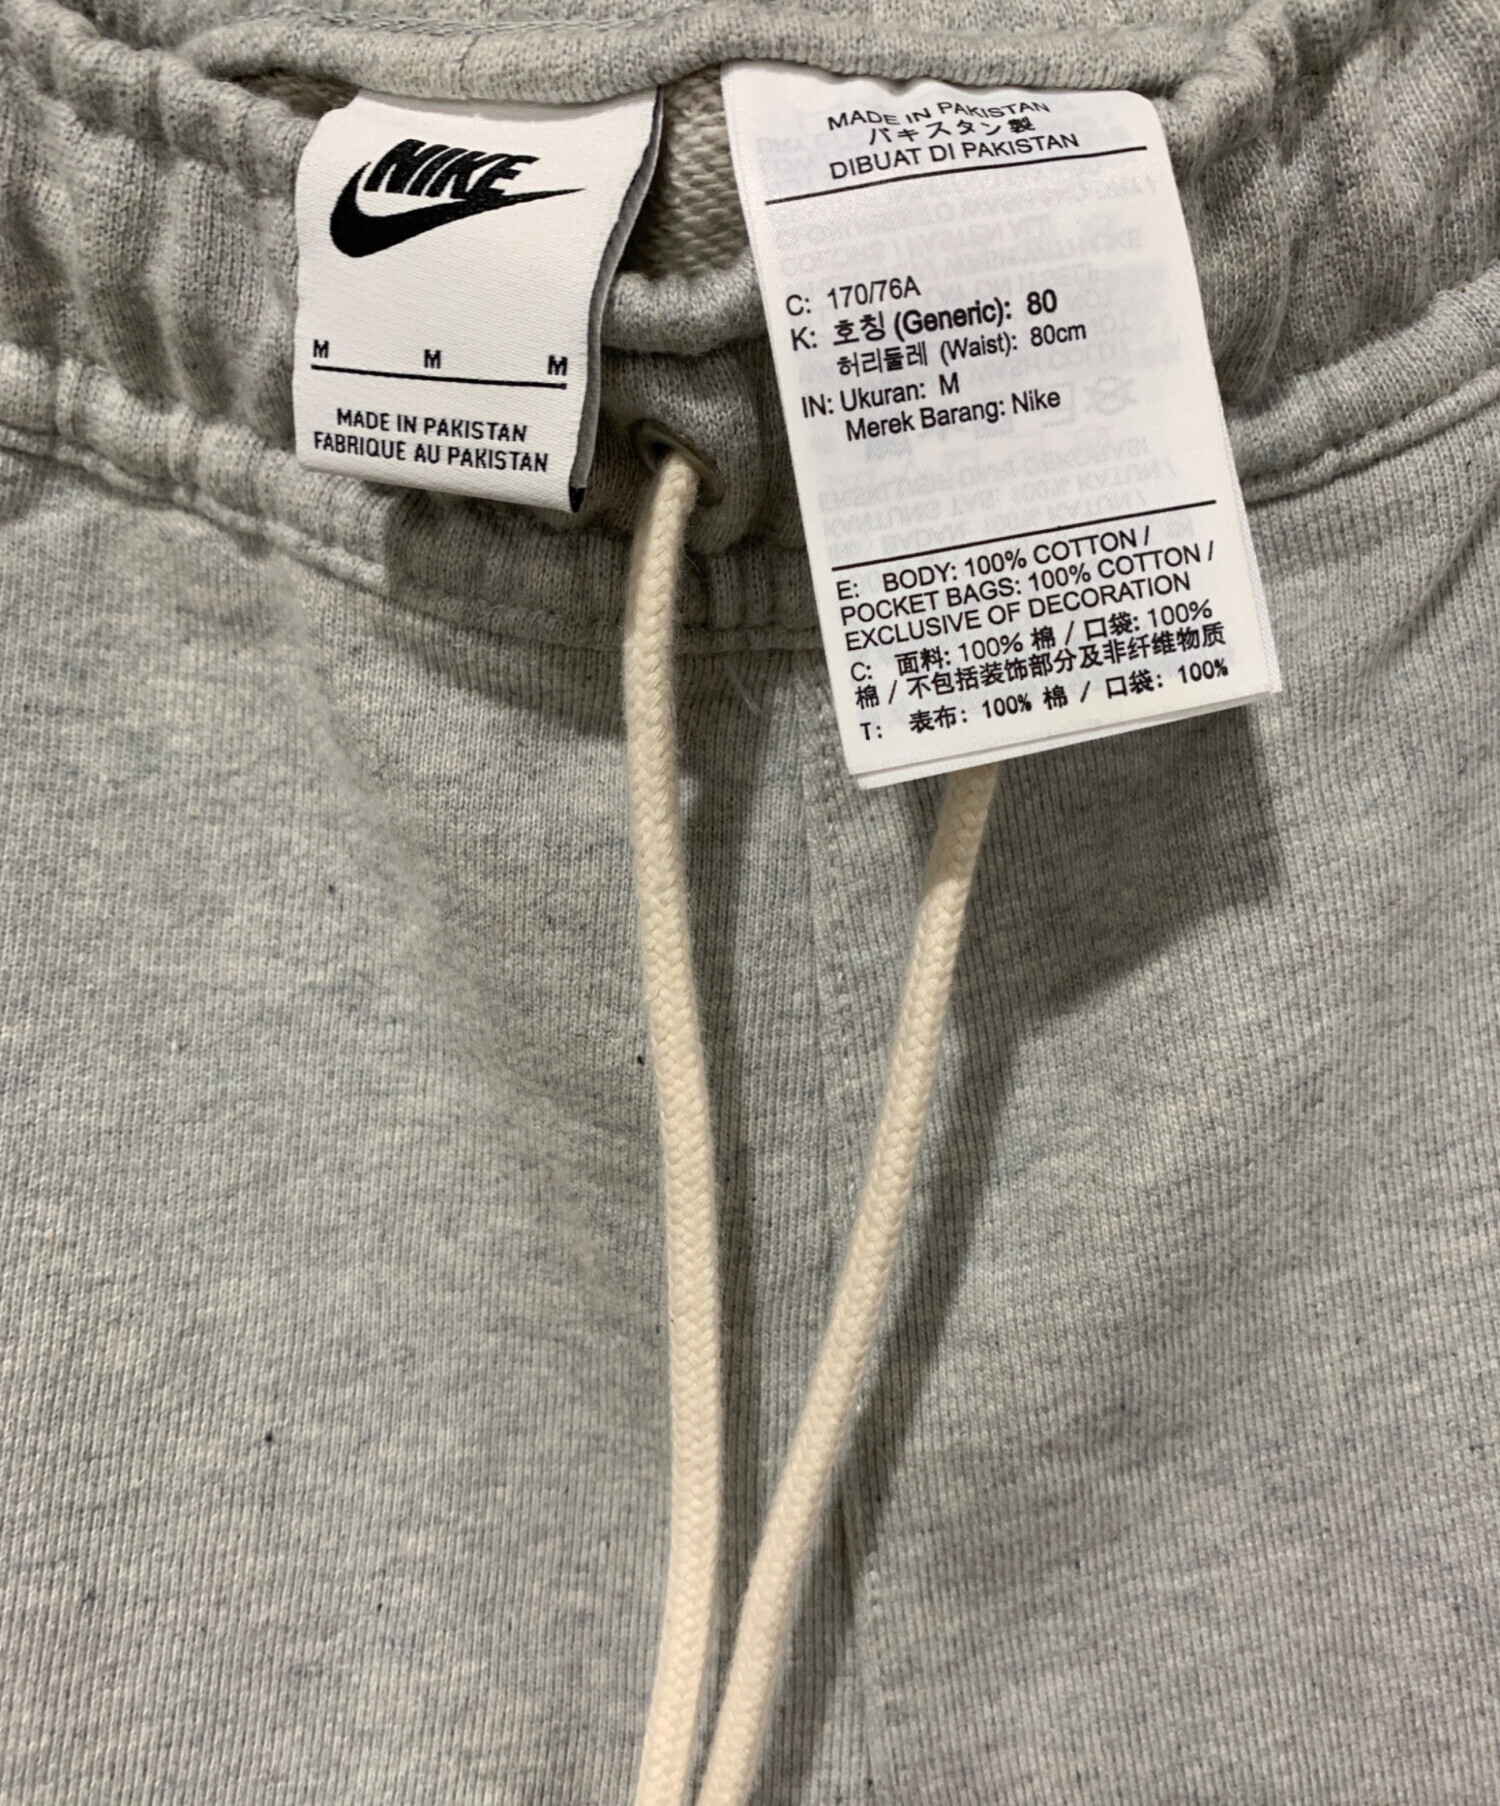 NIKE
M M M
MADE IN PAKISTAN
FABRIQUE AU PAKISTAN
MADE IN PAKISTAN
パキスタン製
DIBUAT DI PAKISTAN
C: 170/76A
K: 호칭 (Generic): 80
허리둘레 (Waist): 80cm
IN: Ukuran: M
Merek Barang: Nike
E: BODY: 100% COTTON /
POCKET BAGS: 100% COTTON /
EXCLUSIVE OF DECORATION
C: 面料: 100% 棉 / 口袋: 100%
棉 / 不包括装饰部分及非纤维物质
T: 表布: 100% 棉 / 口袋: 100%